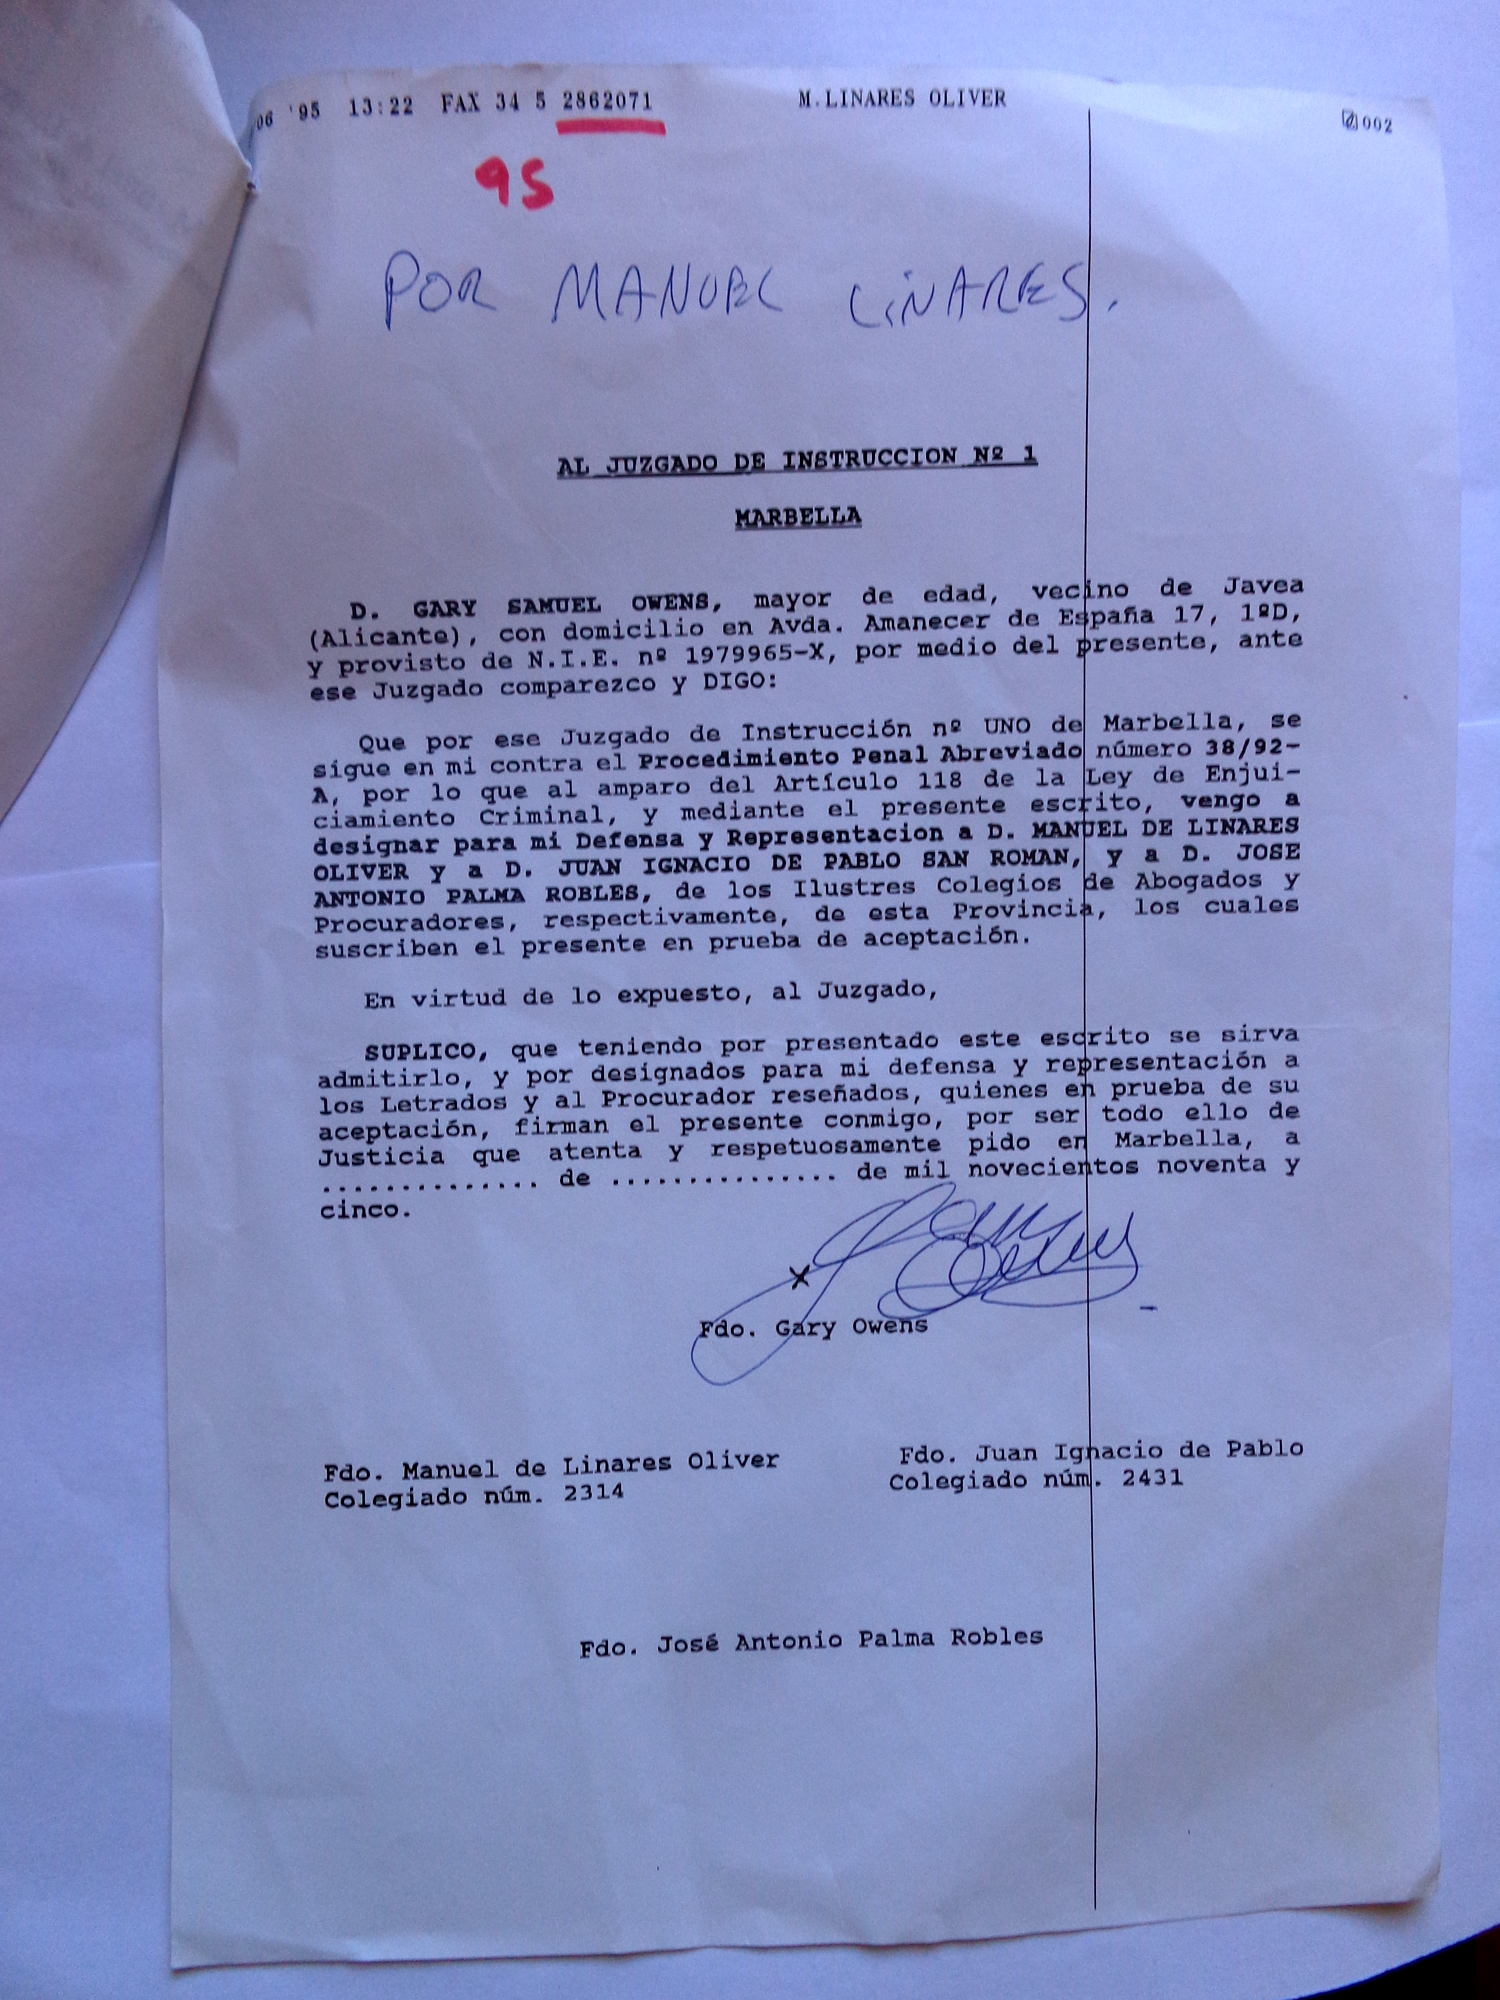 06 '95 13:22 FAX 34 5 2862071 M.LINARES OLIVER 002
95
POR MANUEL LINARES.
AL JUZGADO DE INSTRUCCION Nº 1
MARBELLA
D. GARY SAMUEL OWENS, mayor de edad, vecino de Javea
(Alicante), con domicilio en Avda. Amanecer de España 17, 1ºD,
y provisto de N.I.E. nº 1979965-X, por medio del presente, ante
ese Juzgado comparezco y DIGO:
Que por ese Juzgado de Instrucción nº UNO de Marbella, se
sigue en mi contra el Procedimiento Penal Abreviado número 38/92-
A, por lo que al amparo del Artículo 118 de la Ley de Enjui-
ciamiento Criminal, y mediante el presente escrito, vengo a
designar para mi Defensa y Representacion a D. MANUEL DE LINARES
OLIVER y a D. JUAN IGNACIO DE PABLO SAN ROMAN, y a D. JOSE
ANTONIO PALMA ROBLES, de los Ilustres Colegios de Abogados y
Procuradores, respectivamente, de esta Provincia, los cuales
suscriben el presente en prueba de aceptación.
En virtud de lo expuesto, al Juzgado,
SUPLICO, que teniendo por presentado este escrito se sirva
admitirlo, y por designados para mi defensa y representación a
los Letrados y al Procurador reseñados, quienes en prueba de su
aceptación, firman el presente conmigo, por ser todo ello de
Justicia que atenta y respetuosamente pido en Marbella, a
.............. de ............... de mil novecientos noventa y
cinco.
X
Fdo. Gary Owens
Fdo. Manuel de Linares Oliver Fdo. Juan Ignacio de Pablo
Colegiado núm. 2314 Colegiado núm. 2431
Fdo. José Antonio Palma Robles